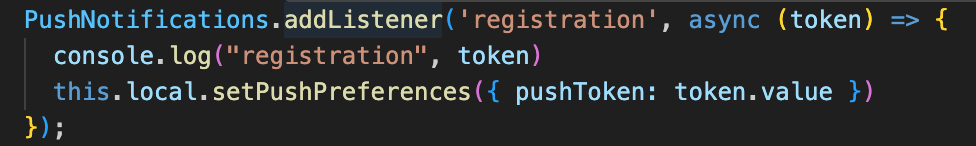 PushNotifications.addListener('registration', async (token) => {
  console.log("registration", token)
  this.local.setPushPreferences({ pushToken: token.value })
});